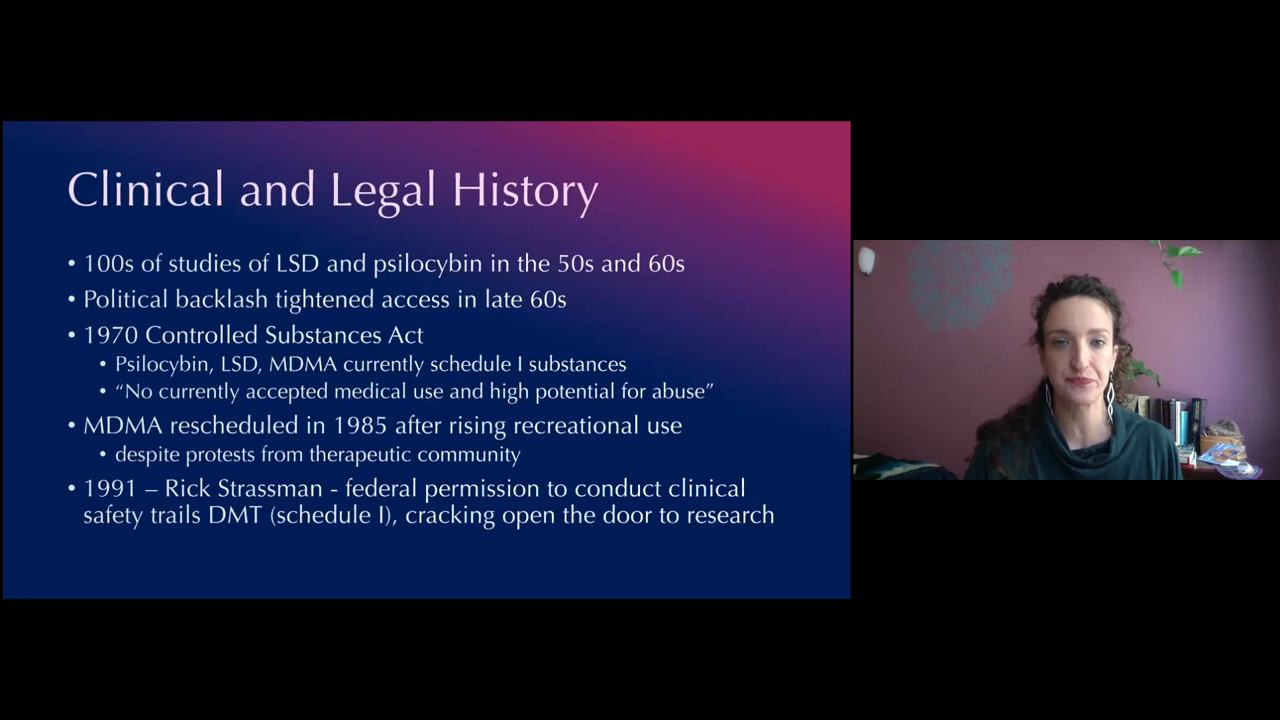 Clinical and Legal History
• 100s of studies of LSD and psilocybin in the 50s and 60s
• Political backlash tightened access in late 60s
• 1970 Controlled Substances Act
• Psilocybin, LSD, MDMA currently schedule I substances
• “No currently accepted medical use and high potential for abuse”
• MDMA rescheduled in 1985 after rising recreational use
• despite protests from therapeutic community
• 1991 – Rick Strassman - federal permission to conduct clinical
safety trails DMT (schedule I), cracking open the door to research